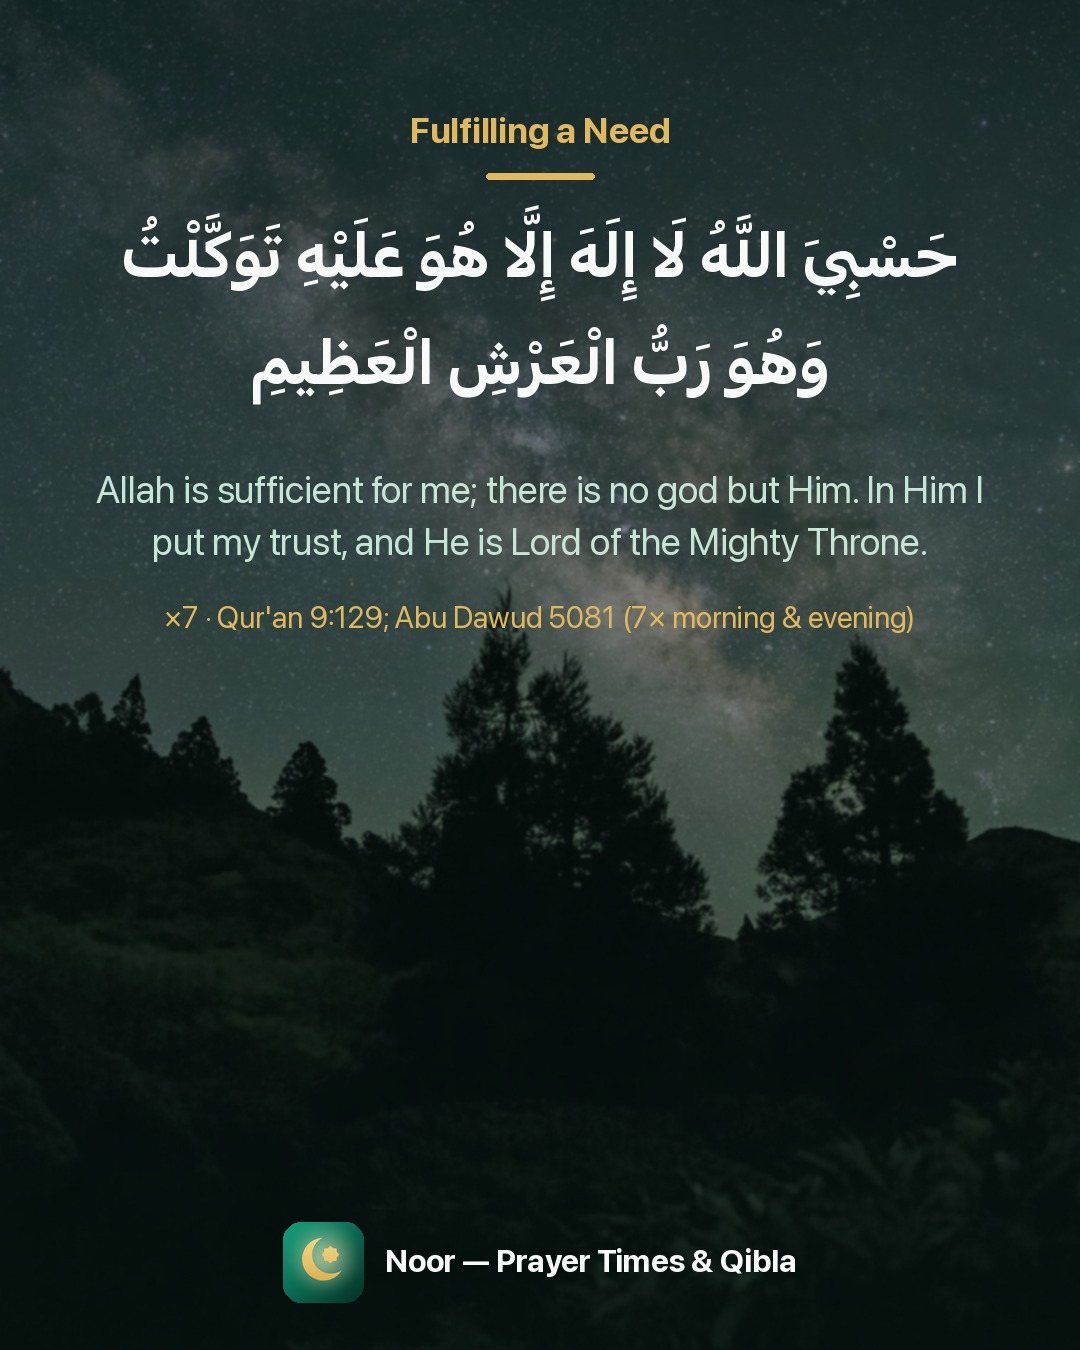 Fulfilling a Need
حَسْبِيَ اللَّهُ لَا إِلَهَ إِلَّا هُوَ عَلَيْهِ تَوَكَّلْتُ
وَهُوَ رَبُّ الْعَرْشِ الْعَظِيمِ
Allah is sufficient for me; there is no god but Him. In Him I
put my trust, and He is Lord of the Mighty Throne.
×7 · Qur'an 9:129; Abu Dawud 5081 (7× morning & evening)
Noor — Prayer Times & Qibla